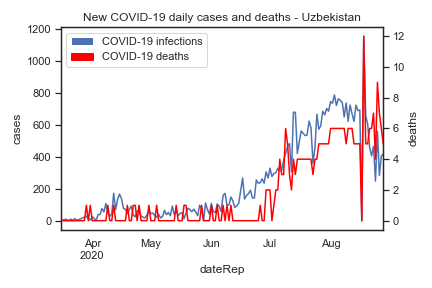 New COVID-19 daily cases and deaths - Uzbekistan
COVID-19 infections
COVID-19 deaths
cases
1200
1000
800
600
400
200
0
deaths
12
10
8
6
4
2
0
Apr
2020
May
Jun
Jul
Aug
dateRep